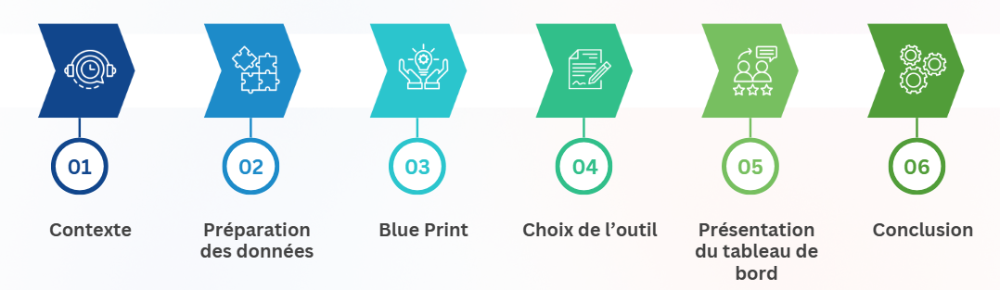 01
Contexte
02
Préparation
des données
03
Blue Print
04
Choix de l’outil
05
Présentation
du tableau de
bord
06
Conclusion